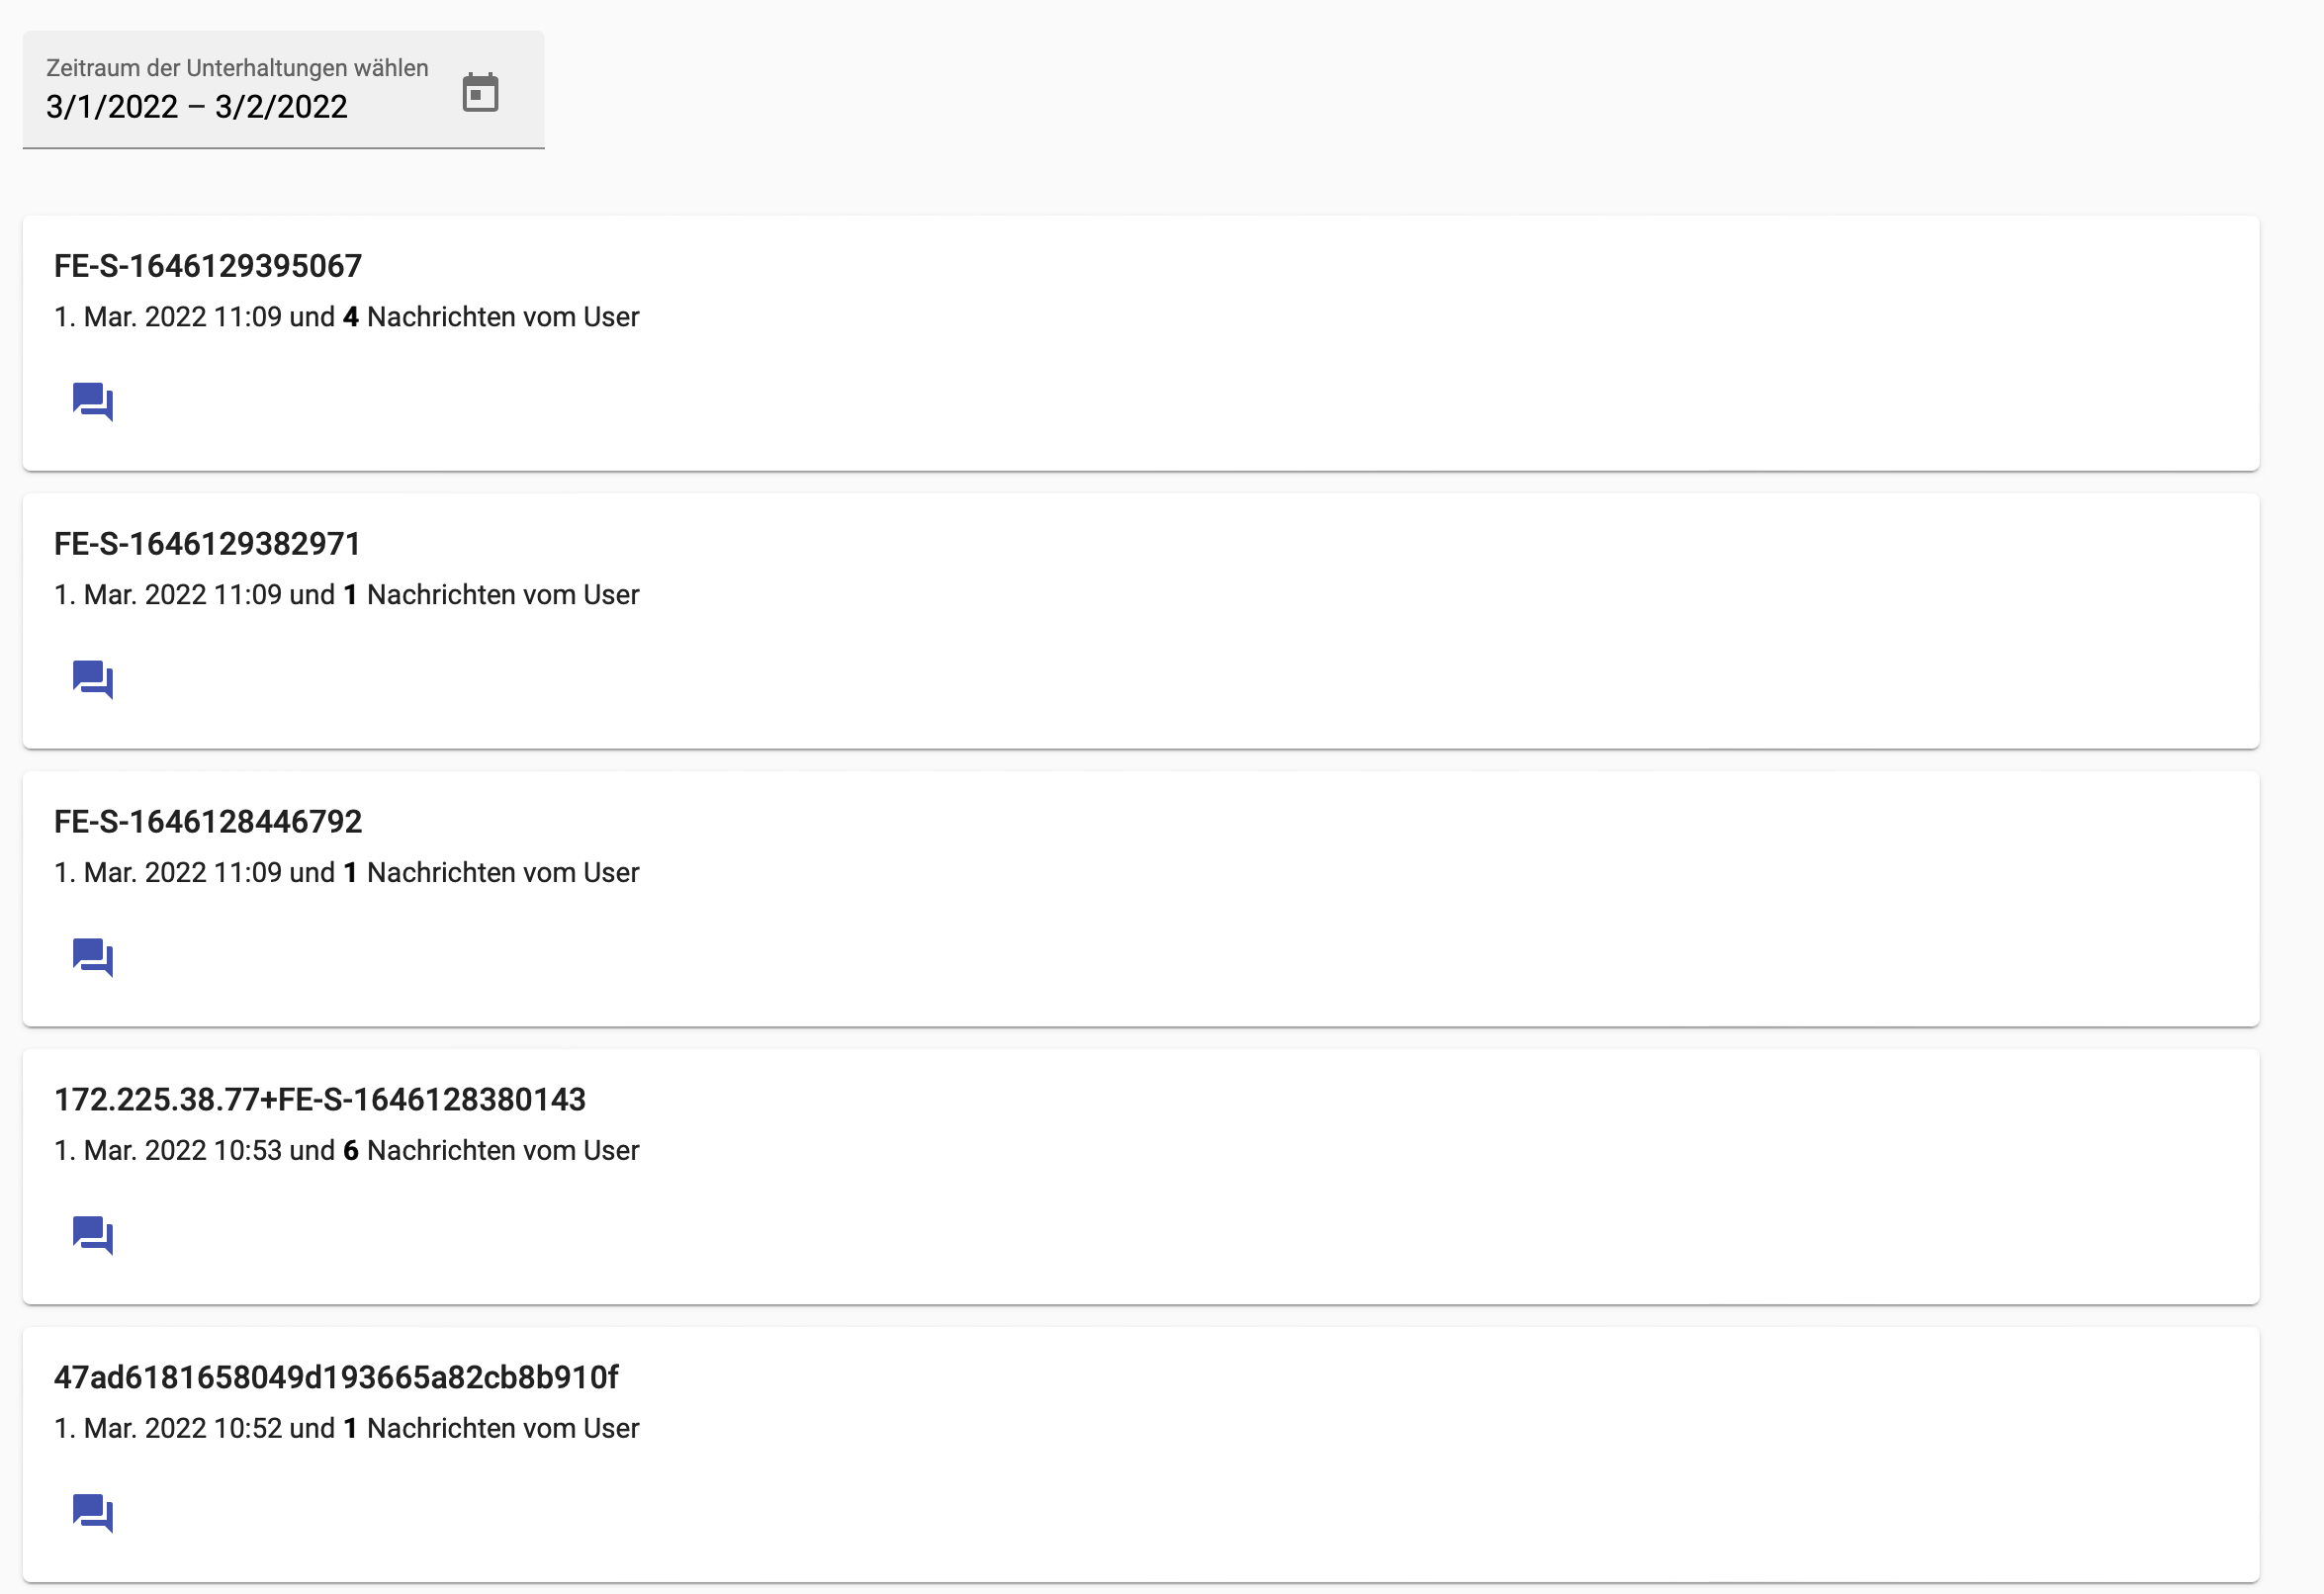 Zeitraum der Unterhaltungen wählen
3/1/2022 – 3/2/2022
FE-S-1646129395067
1. Mar. 2022 11:09 und 4 Nachrichten vom User
FE-S-1646129382971
1. Mar. 2022 11:09 und 1 Nachrichten vom User
FE-S-1646128446792
1. Mar. 2022 11:09 und 1 Nachrichten vom User
172.225.38.77+FE-S-1646128380143
1. Mar. 2022 10:53 und 6 Nachrichten vom User
47ad6181658049d193665a82cb8b910f
1. Mar. 2022 10:52 und 1 Nachrichten vom User